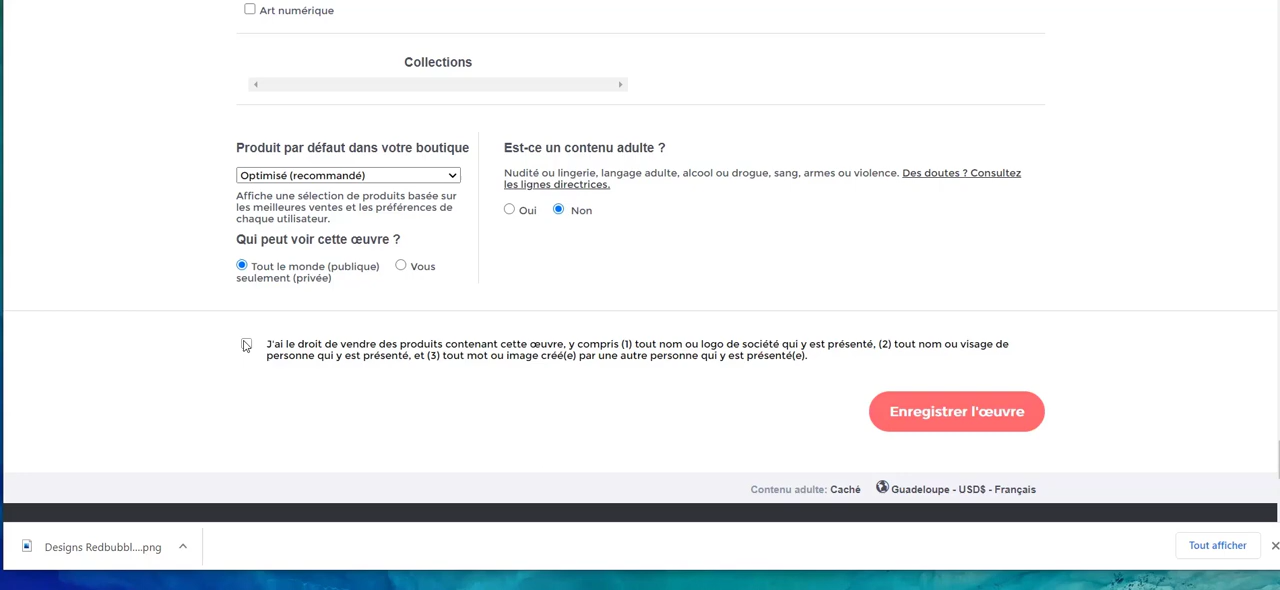 Art numérique
Collections
Produit par défaut dans votre boutique
Optimisé (recommandé)
Affiche une sélection de produits basée sur
les meilleures ventes et les préférences de
chaque utilisateur.
Qui peut voir cette œuvre ?
Tout le monde (publique) Vous
seulement (privée)
Est-ce un contenu adulte ?
Nudité ou lingerie, langage adulte, alcool ou drogue, sang, armes ou violence. Des doutes ? Consultez
les lignes directrices.
Oui Non
J'ai le droit de vendre des produits contenant cette œuvre, y compris (1) tout nom ou logo de société qui y est présenté, (2) tout nom ou visage de
personne qui y est présenté, et (3) tout mot ou image créé(e) par une autre personne qui y est présenté(e).
Enregistrer l'œuvre
Contenu adulte: Caché Guadeloupe - USD$ - Français
Designs Redbubbl....png
Tout afficher